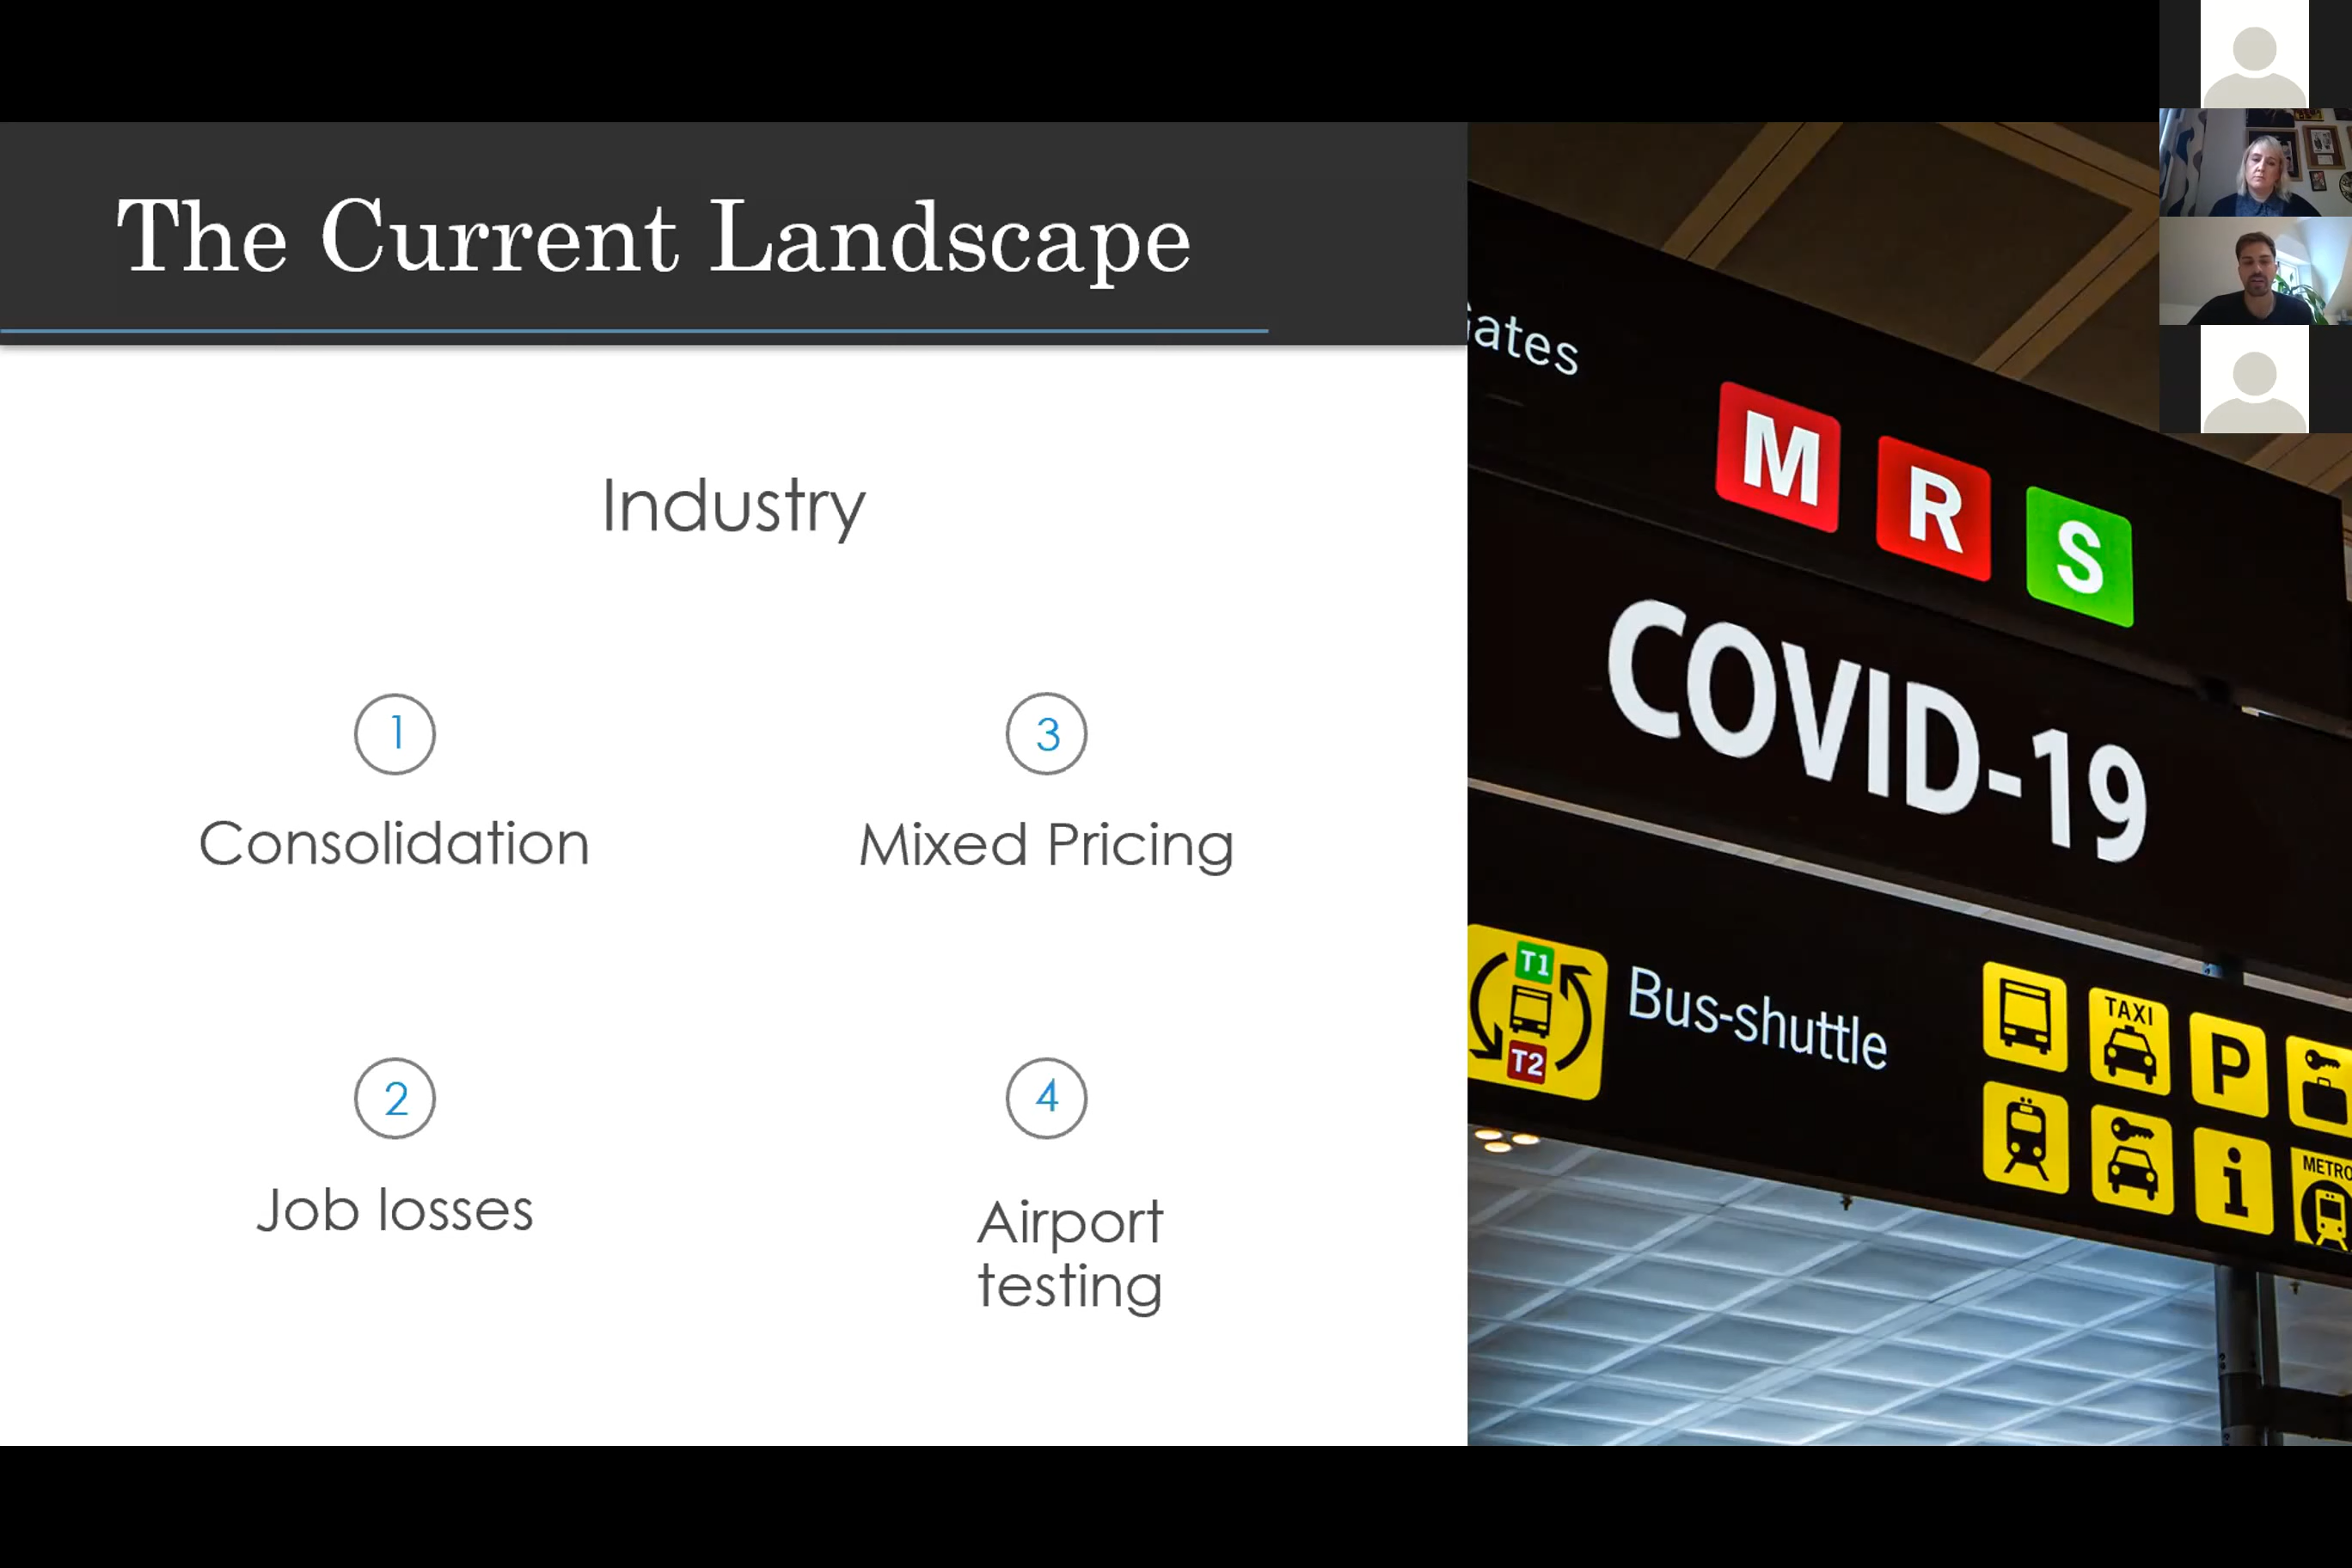 The Current Landscape
Industry
1
Consolidation
2
Job losses
3
Mixed Pricing
4
Airport
testing
ates
M R S
COVID-19
T1
T2
Bus-shuttle
TAXI
P
i
METRO